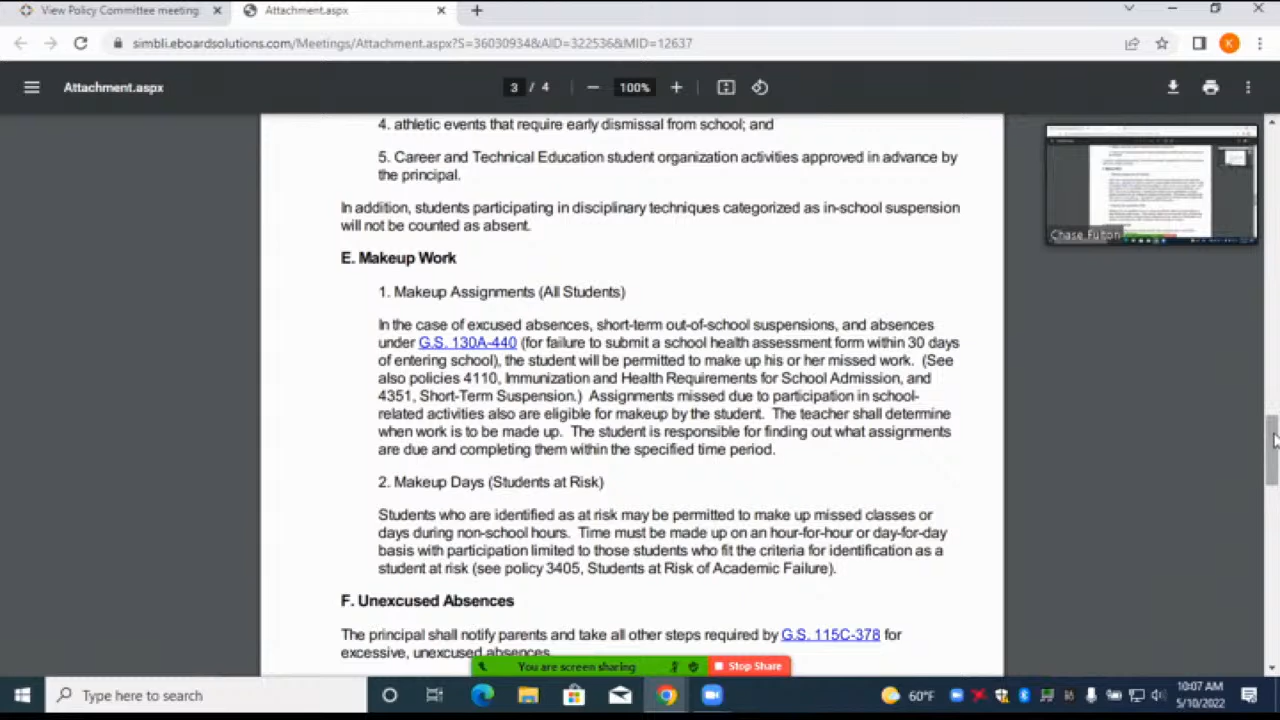 View Policy Committee meeting
Attachment.aspx
simbli.eboardsolutions.com/Meetings/Attachment.aspx?S=36030934&AID=322536&MID=12637
K
Attachment.aspx
3 / 4
100%
4. athletic events that require early dismissal from school; and
5. Career and Technical Education student organization activities approved in advance by
the principal.
In addition, students participating in disciplinary techniques categorized as in-school suspension
will not be counted as absent.
E. Makeup Work
1. Makeup Assignments (All Students)
In the case of excused absences, short-term out-of-school suspensions, and absences
under G.S. 130A-440 (for failure to submit a school health assessment form within 30 days
of entering school), the student will be permitted to make up his or her missed work.  (See
also policies 4110, Immunization and Health Requirements for School Admission, and
4351, Short-Term Suspension.)  Assignments missed due to participation in school-
related activities also are eligible for makeup by the student.  The teacher shall determine
when work is to be made up.  The student is responsible for finding out what assignments
are due and completing them within the specified time period.
2. Makeup Days (Students at Risk)
Students who are identified as at risk may be permitted to make up missed classes or
days during non-school hours.  Time must be made up on an hour-for-hour or day-for-day
basis with participation limited to those students who fit the criteria for identification as a
student at risk (see policy 3405, Students at Risk of Academic Failure).
F. Unexcused Absences
The principal shall notify parents and take all other steps required by G.S. 115C-378 for
excessive, unexcused absences.
Chase Fulton
You are screen sharing
Stop Share
Type here to search
60°F
10:07 AM
5/10/2022